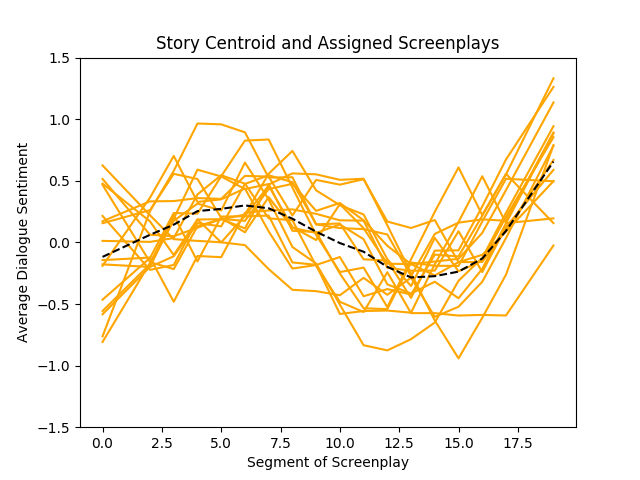 Story Centroid and Assigned Screenplays
1.5
1.0
0.5
0.0
−0.5
−1.0
−1.5
Average Dialogue Sentiment
0.0 2.5 5.0 7.5 10.0 12.5 15.0 17.5
Segment of Screenplay